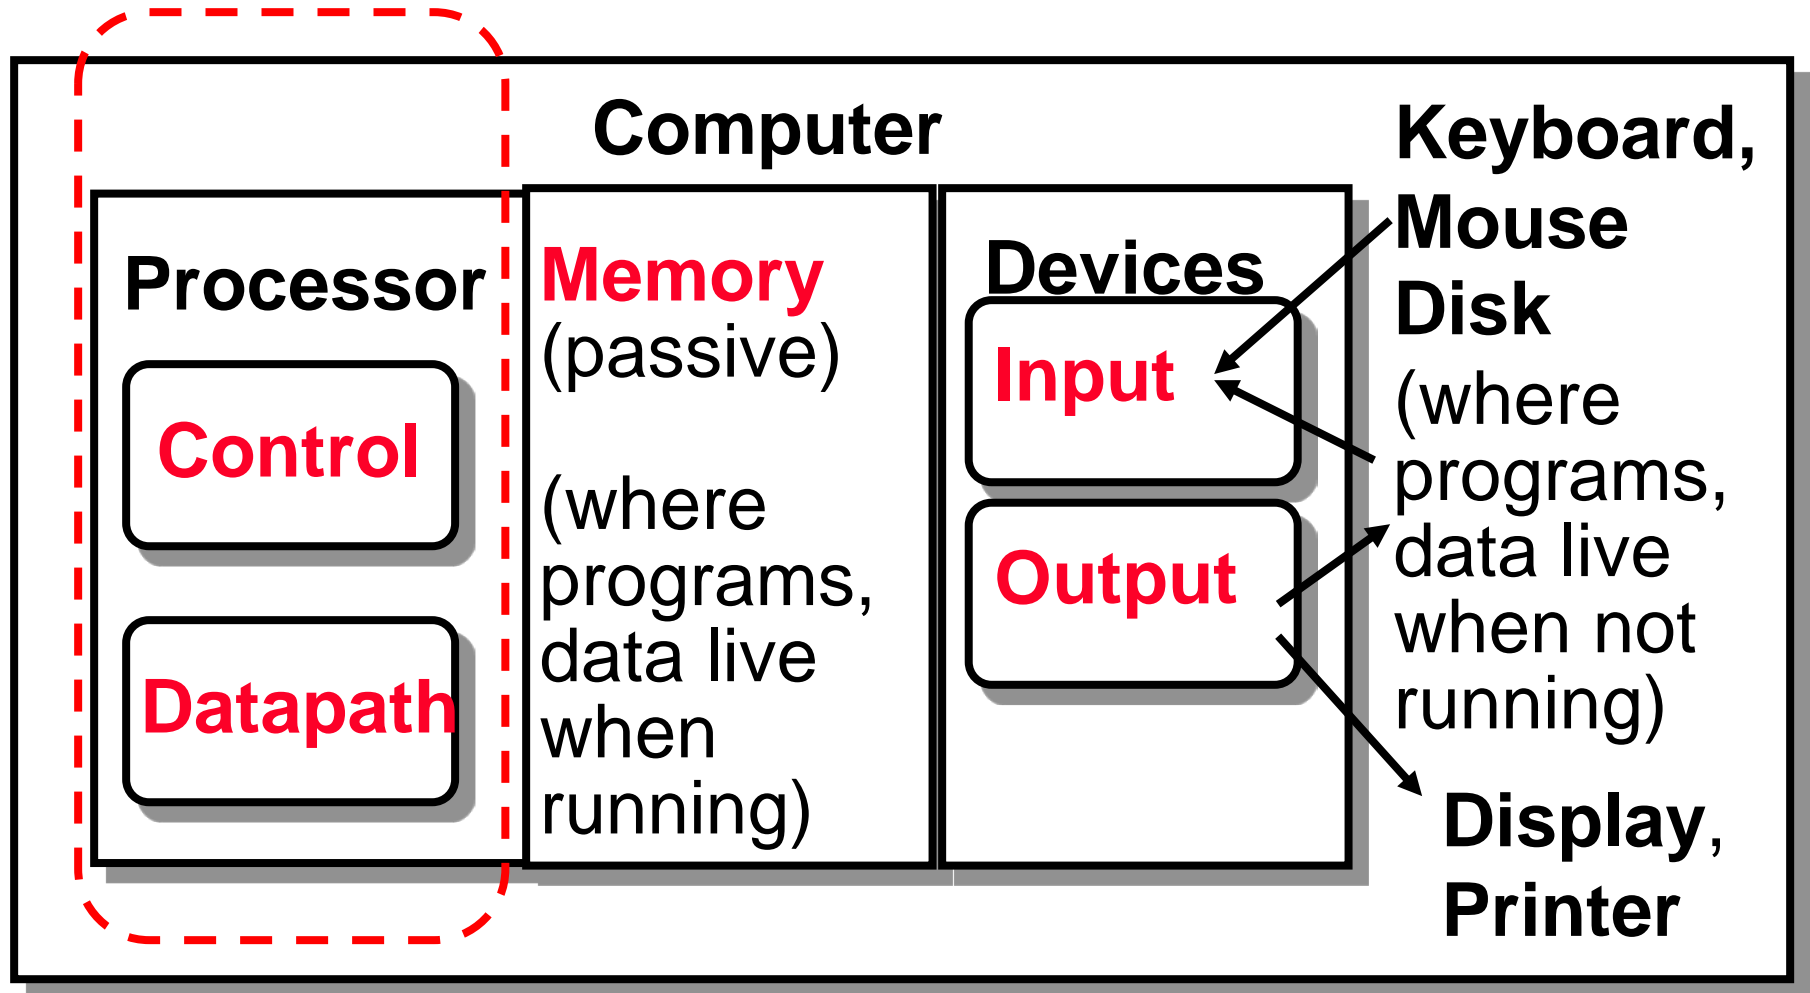 Computer
Processor
Control
Datapath
Memory
(passive)
(where
programs,
data live
when
running)
Devices
Input
Output
Keyboard,
Mouse
Disk
(where
programs,
data live
when not
running)
Display,
Printer